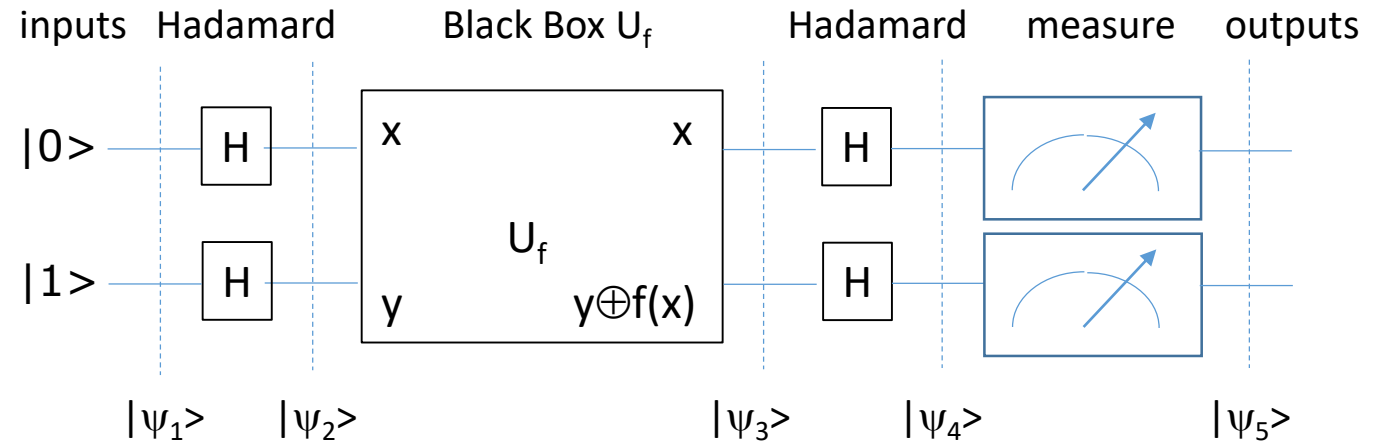 inputs Hadamard Black Box U_f Hadamard measure outputs
|0> H x x H
U_f
|1> H y y⊕f(x) H
|ψ₁> |ψ₂> |ψ₃> |ψ₄> |ψ₅>